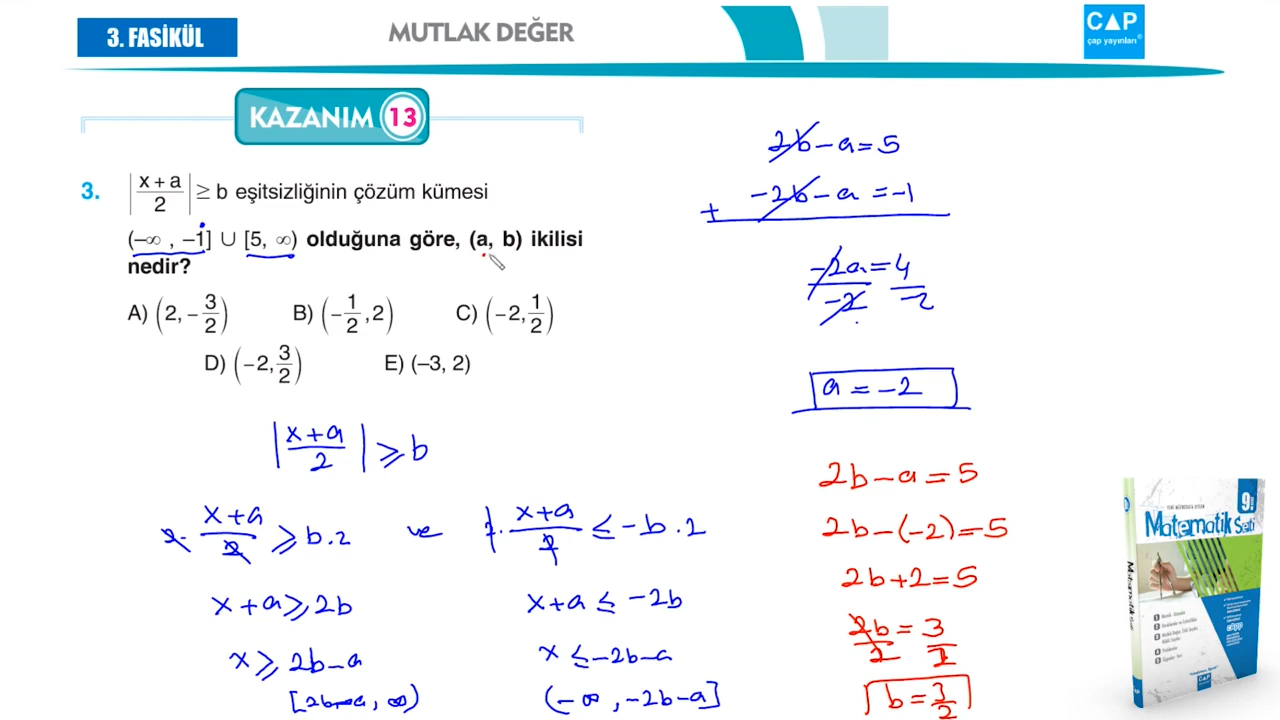 3. FASİKÜL
MUTLAK DEĞER
ÇAP
çap yayınları®
KAZANIM 13
3. |x + a / 2| ≥ b eşitsizliğinin çözüm kümesi
(–∞ , –1] ∪ [5, ∞) olduğuna göre, (a, b) ikilisi
nedir?
A) (2, –3/2) B) (–1/2 ,2) C) (–2, 1/2)
D) (–2, 3/2) E) (–3, 2)
|x+a / 2| ≥ b
2. x+a / 2 ≥ b.2 ve 2. x+a / 2 ≤ -b.2
x+a ≥ 2b x+a ≤ -2b
x ≥ 2b-a x ≤ -2b-a
[2b-a, ∞) (-∞, -2b-a]
2b-a=5
+ -2b-a=-1
-2a/-2 = 4/-2
a = -2
2b-a=5
2b-(-2)=5
2b+2=5
2b/2 = 3/2
b = 3/2
9.
Matematik Seti
ÇAP